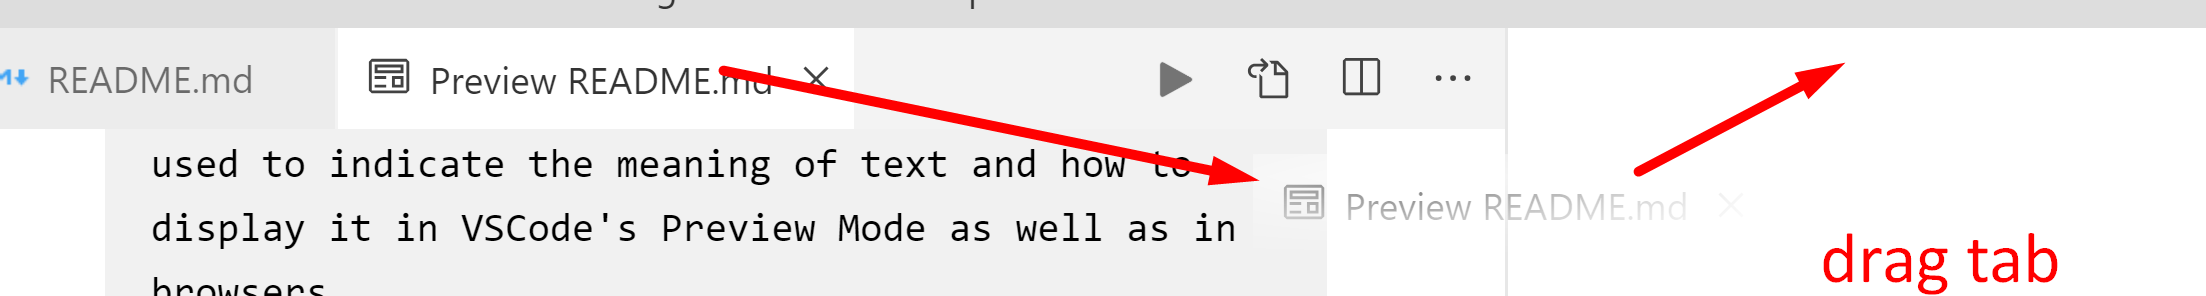 README.md
Preview README.md
used to indicate the meaning of text and how to
display it in VSCode's Preview Mode as well as in
browsers
Preview README.md
drag tab